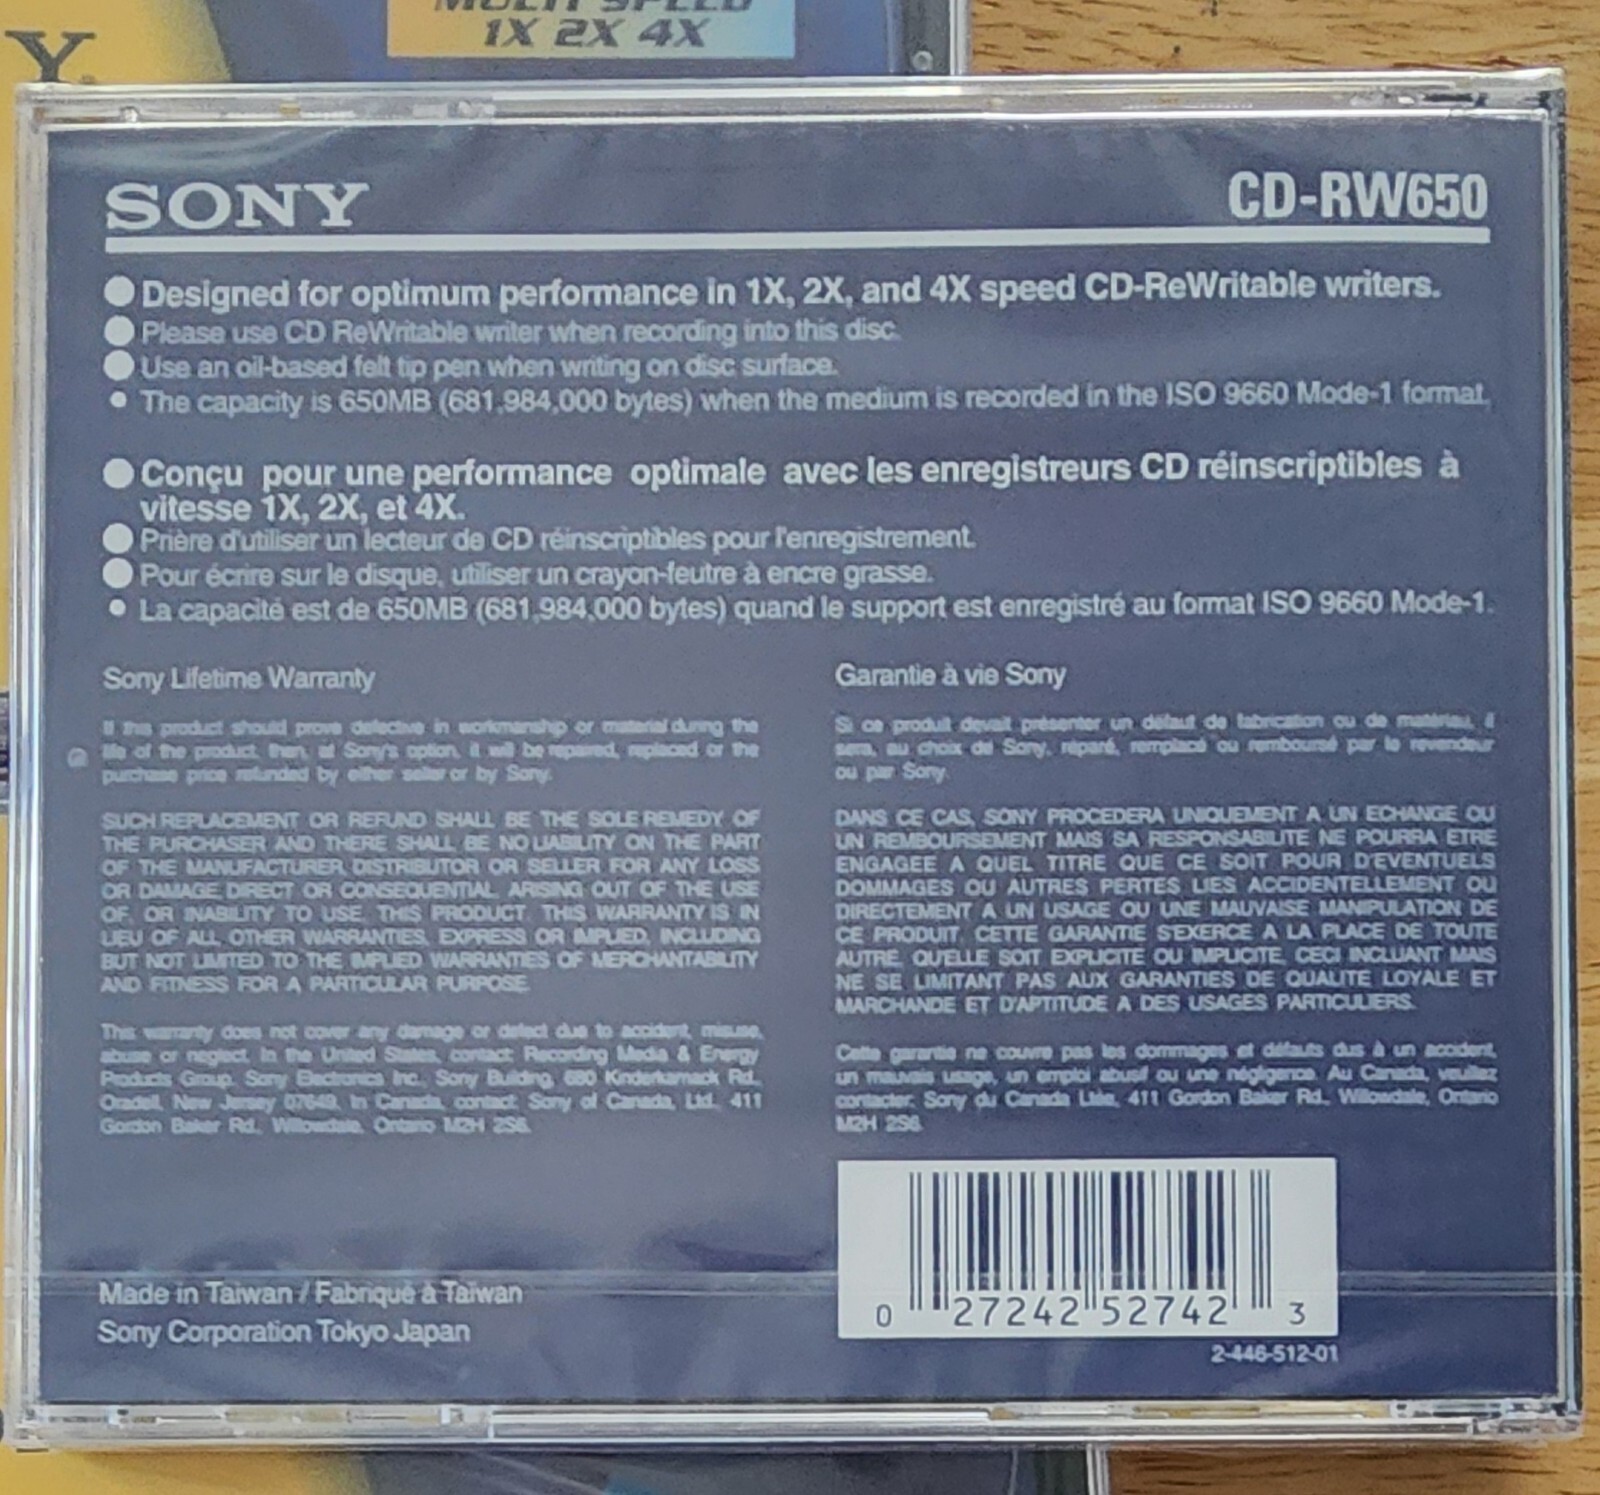 MULTI SPEED
1X 2X 4X
Y
SONY
CD-RW650
● Designed for optimum performance in 1X, 2X, and 4X speed CD-ReWritable writers.
● Please use CD ReWritable writer when recording into this disc.
● Use an oil-based felt tip pen when writing on disc surface.
• The capacity is 650MB (681,984,000 bytes) when the medium is recorded in the ISO 9660 Mode-1 format.
● Conçu pour une performance optimale avec les enregistreurs CD réinscriptibles à
vitesse 1X, 2X, et 4X.
● Prière d'utiliser un lecteur de CD réinscriptibles pour l'enregistrement.
● Pour écrire sur le disque, utiliser un crayon-feutre à encre grasse.
• La capacité est de 650MB (681,984,000 bytes) quand le support est enregistré au format ISO 9660 Mode-1.
Sony Lifetime Warranty
If this product should prove defective in workmanship or material during the
life of the product, then, at Sony's option, it will be repaired, replaced or the
purchase price refunded by either seller or by Sony.
SUCH REPLACEMENT OR REFUND SHALL BE THE SOLE REMEDY OF
THE PURCHASER AND THERE SHALL BE NO LIABILITY ON THE PART
OF THE MANUFACTURER, DISTRIBUTOR OR SELLER FOR ANY LOSS
OR DAMAGE, DIRECT OR CONSEQUENTIAL, ARISING OUT OF THE USE
OF, OR INABILITY TO USE, THIS PRODUCT. THIS WARRANTY IS IN
LIEU OF ALL OTHER WARRANTIES, EXPRESS OR IMPLIED, INCLUDING
BUT NOT LIMITED TO THE IMPLIED WARRANTIES OF MERCHANTABILITY
AND FITNESS FOR A PARTICULAR PURPOSE.
This warranty does not cover any damage or defect due to accident, misuse,
abuse or neglect. In the United States, contact: Recording Media & Energy
Products Group, Sony Electronics Inc., Sony Building, 680 Kinderkamack Rd.,
Oradell, New Jersey 07649. In Canada, contact: Sony of Canada, Ltd., 411
Gordon Baker Rd., Willowdale, Ontario M2H 2S6.
Garantie à vie Sony
Si ce produit devait présenter un défaut de fabrication ou de matériau, il
sera, au choix de Sony, réparé, remplacé ou remboursé par le revendeur
ou par Sony.
DANS CE CAS, SONY PROCEDERA UNIQUEMENT A UN ECHANGE OU
UN REMBOURSEMENT MAIS SA RESPONSABILITE NE POURRA ETRE
ENGAGEE A QUEL TITRE QUE CE SOIT POUR D'EVENTUELS
DOMMAGES OU AUTRES PERTES LIES ACCIDENTELLEMENT OU
DIRECTEMENT A UN USAGE OU UNE MAUVAISE MANIPULATION DE
CE PRODUIT. CETTE GARANTIE S'EXERCE A LA PLACE DE TOUTE
AUTRE, QU'ELLE SOIT EXPLICITE OU IMPLICITE, CECI INCLUANT MAIS
NE SE LIMITANT PAS AUX GARANTIES DE QUALITE LOYALE ET
MARCHANDE ET D'APTITUDE A DES USAGES PARTICULIERS.
Cette garantie ne couvre pas les dommages et défauts dus à un accident,
un mauvais usage, un emploi abusif ou une négligence. Au Canada, veuillez
contacter: Sony du Canada Ltée, 411 Gordon Baker Rd., Willowdale, Ontario
M2H 2S6.
Made in Taiwan / Fabriqué à Taïwan
Sony Corporation Tokyo Japan
0 27242 52742 3
2-446-512-01